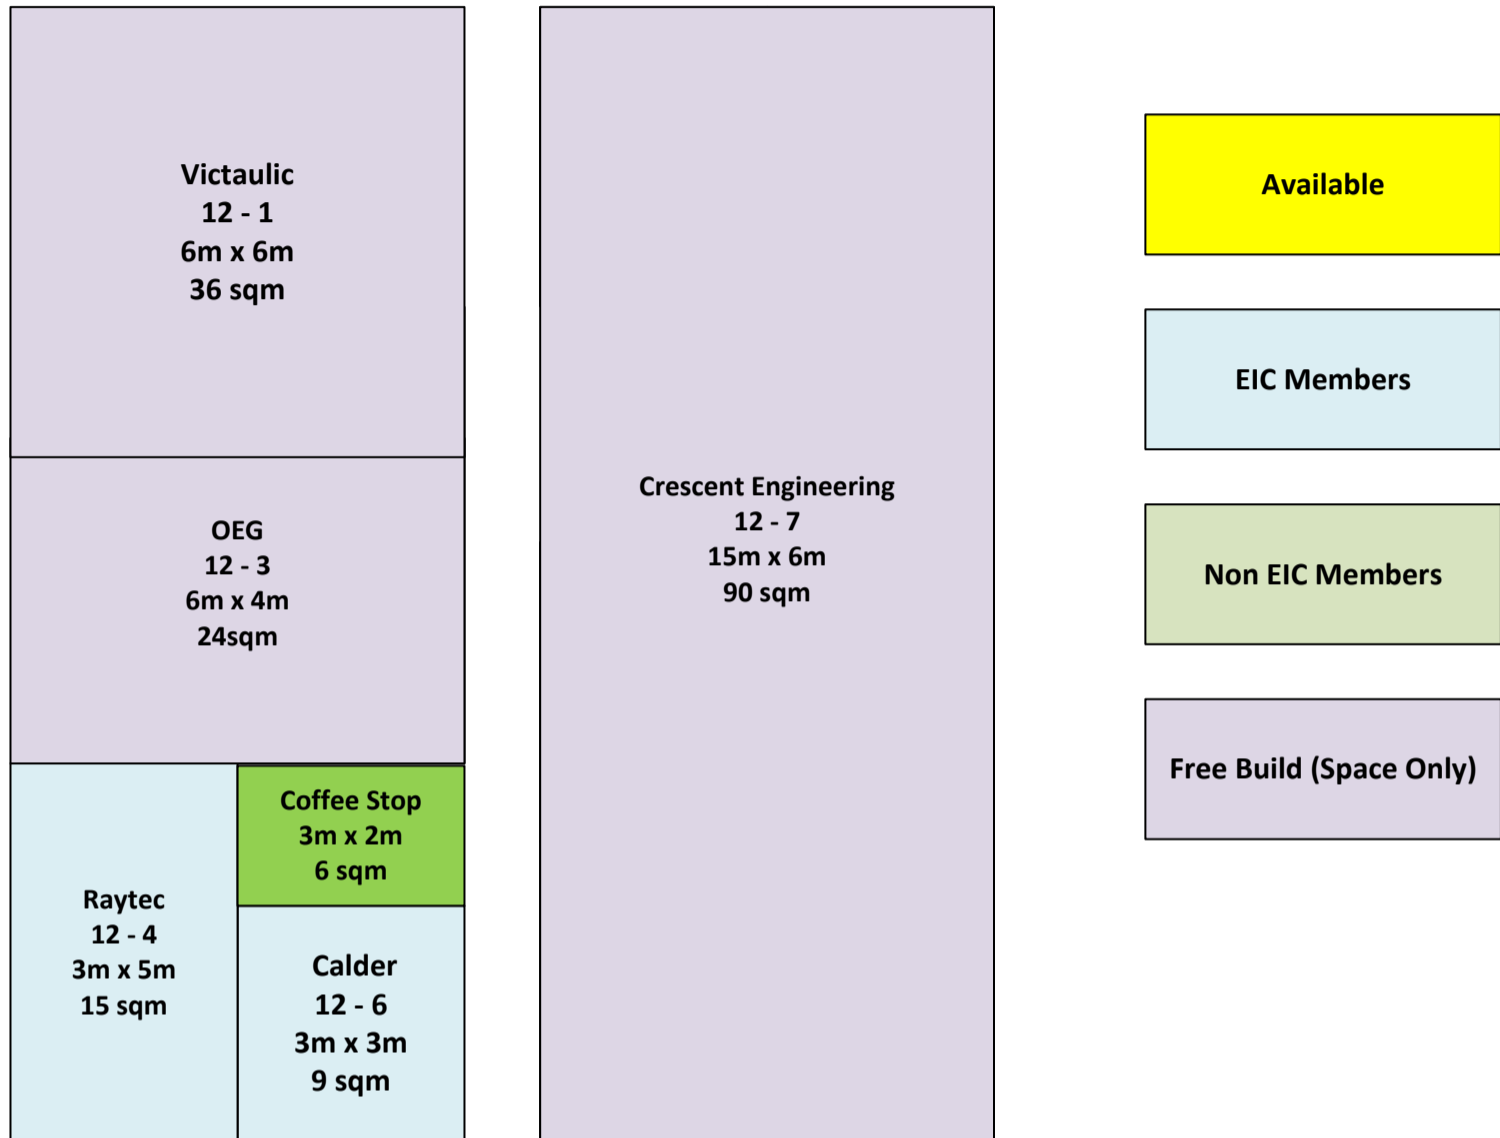 Victaulic
12 - 1
6m x 6m
36 sqm
OEG
12 - 3
6m x 4m
24sqm
Raytec
12 - 4
3m x 5m
15 sqm
Coffee Stop
3m x 2m
6 sqm
Calder
12 - 6
3m x 3m
9 sqm
Crescent Engineering
12 - 7
15m x 6m
90 sqm
Available
EIC Members
Non EIC Members
Free Build (Space Only)